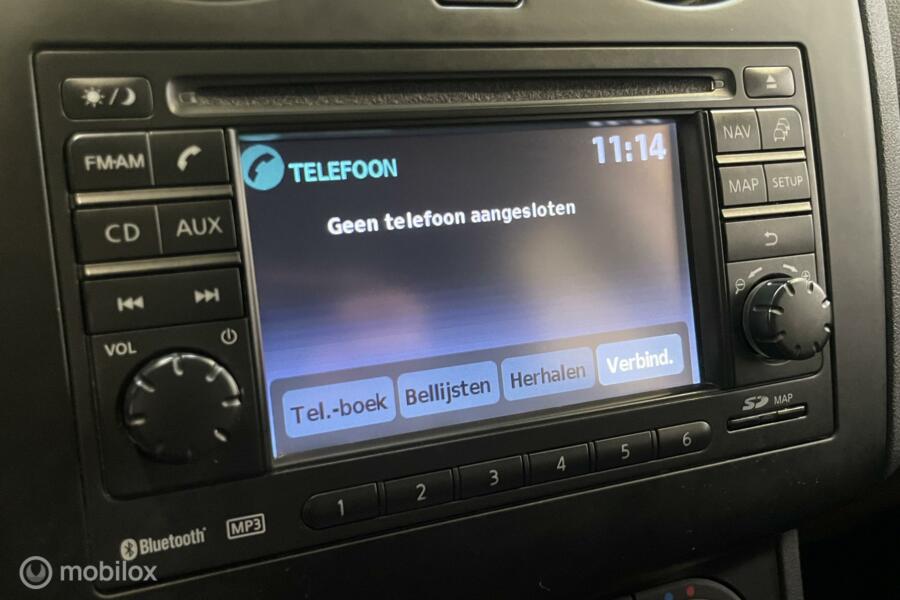 FM•AM
CD
AUX
VOL
TELEFOON
11:14
Geen telefoon aangesloten
Tel.-boek
Bellijsten
Herhalen
Verbind.
NAV
MAP
SETUP
SD
MAP
1
2
3
4
5
6
Bluetooth
MP3
mobilox